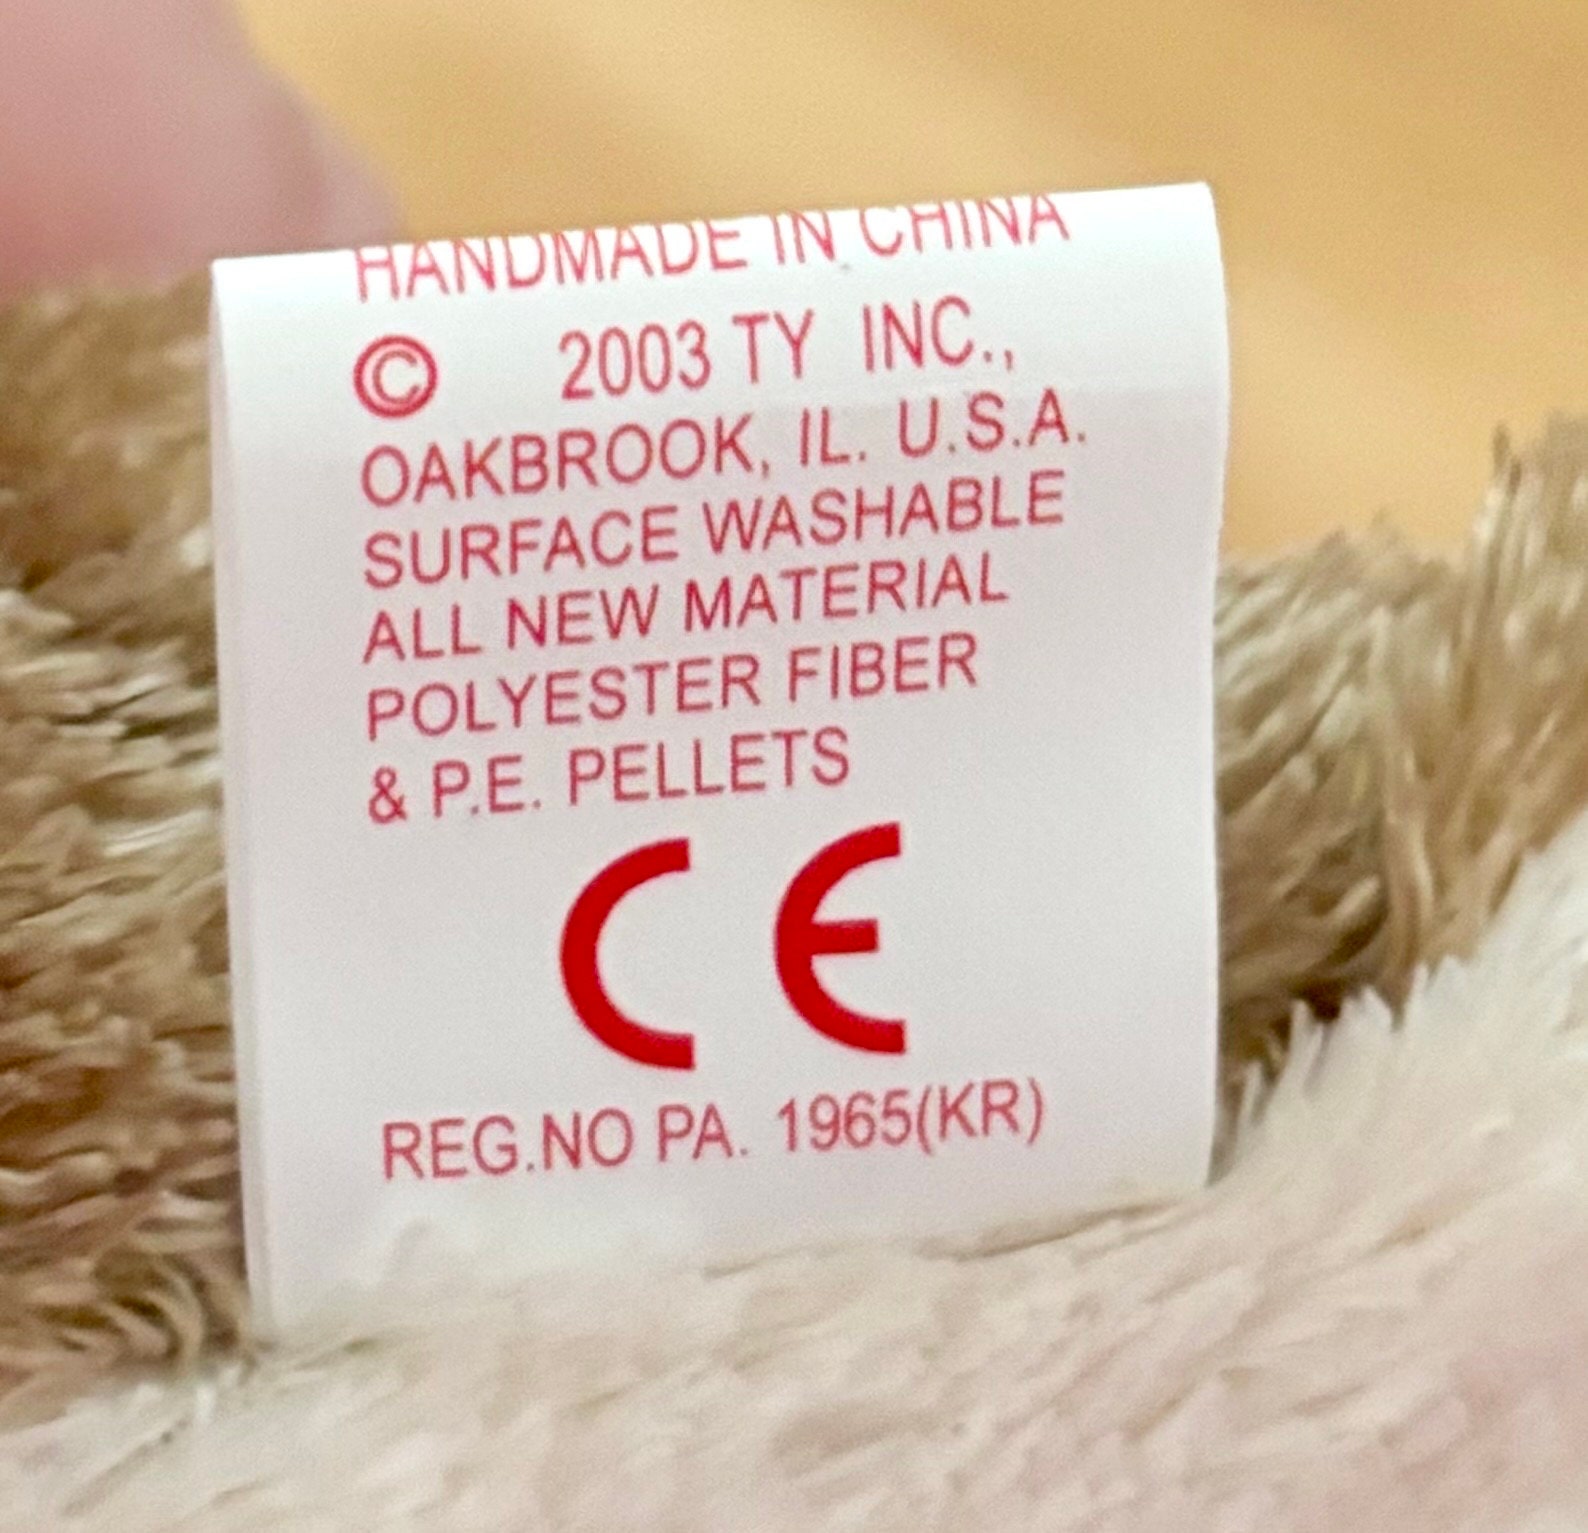 HANDMADE IN CHINA
© 2003 TY INC.,
OAKBROOK, IL. U.S.A.
SURFACE WASHABLE
ALL NEW MATERIAL
POLYESTER FIBER
& P.E. PELLETS
CE
REG.NO PA. 1965(KR)